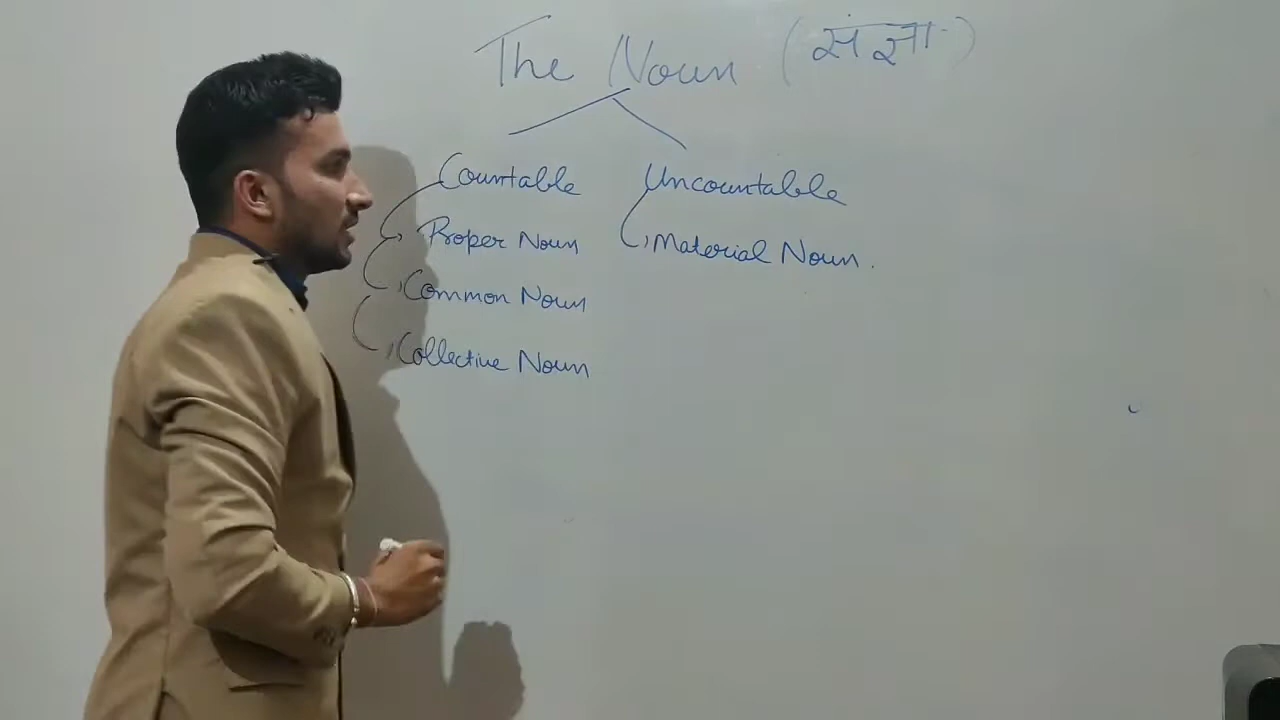 The Noun (संज्ञा)
Countable Uncountable
Proper Noun Material Noun.
Common Noun
Collective Noun